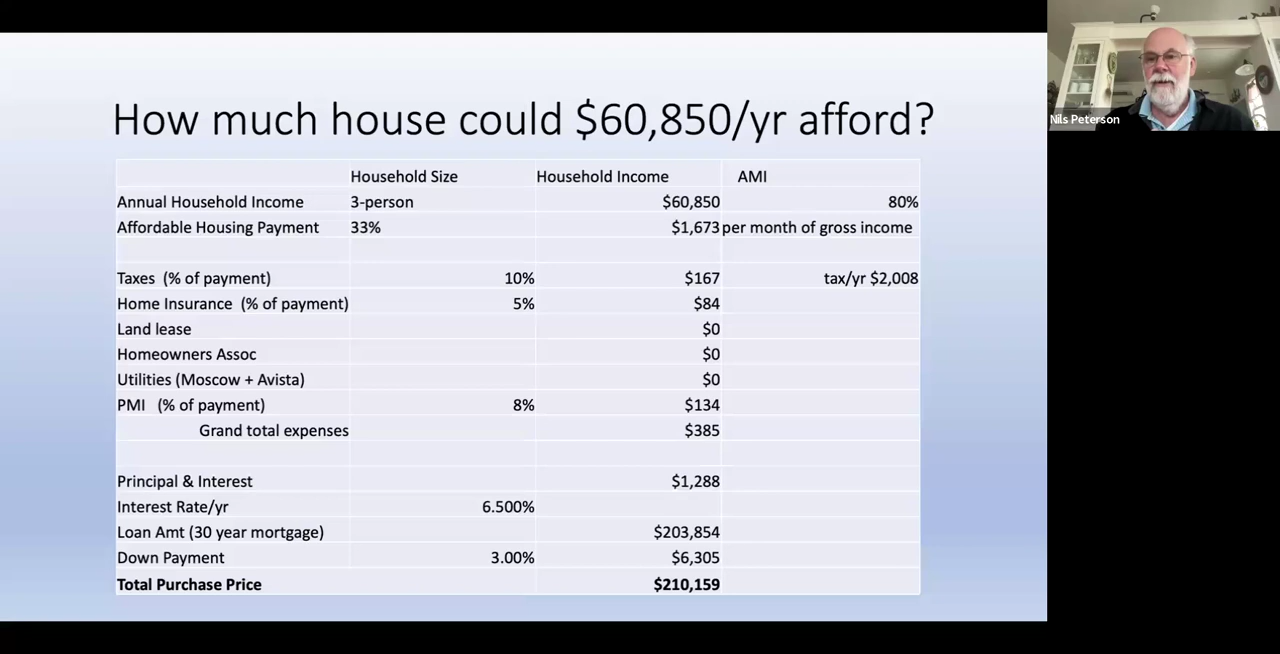 How much house could $60,850/yr afford?
Household Size Household Income AMI
Annual Household Income 3-person $60,850 80%
Affordable Housing Payment 33% $1,673 per month of gross income
Taxes (% of payment) 10% $167 tax/yr $2,008
Home Insurance (% of payment) 5% $84
Land lease $0
Homeowners Assoc $0
Utilities (Moscow + Avista) $0
PMI (% of payment) 8% $134
Grand total expenses $385
Principal & Interest $1,288
Interest Rate/yr 6.500%
Loan Amt (30 year mortgage) $203,854
Down Payment 3.00% $6,305
Total Purchase Price $210,159
Nils Peterson